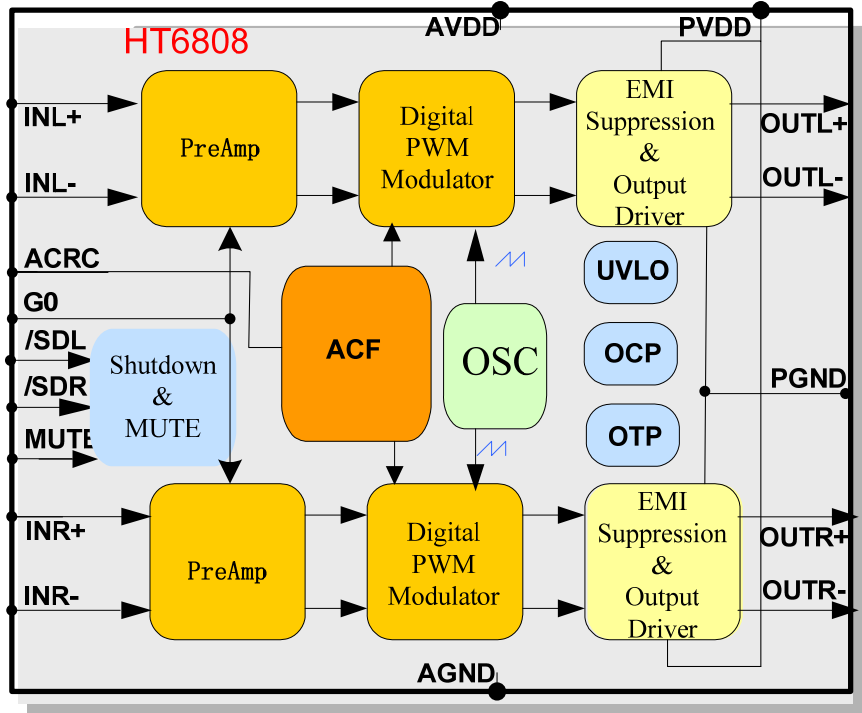 AVDD
PVDD
HT6808
INL+
INL-
PreAmp
Digital
PWM
Modulator
EMI
Suppression
&
Output
Driver
OUTL+
OUTL-
ACRC
G0
/SDL
/SDR
MUTE
Shutdown
&
MUTE
ACF
OSC
UVLO
OCP
OTP
PGND
INR+
INR-
PreAmp
Digital
PWM
Modulator
EMI
Suppression
&
Output
Driver
OUTR+
OUTR-
AGND